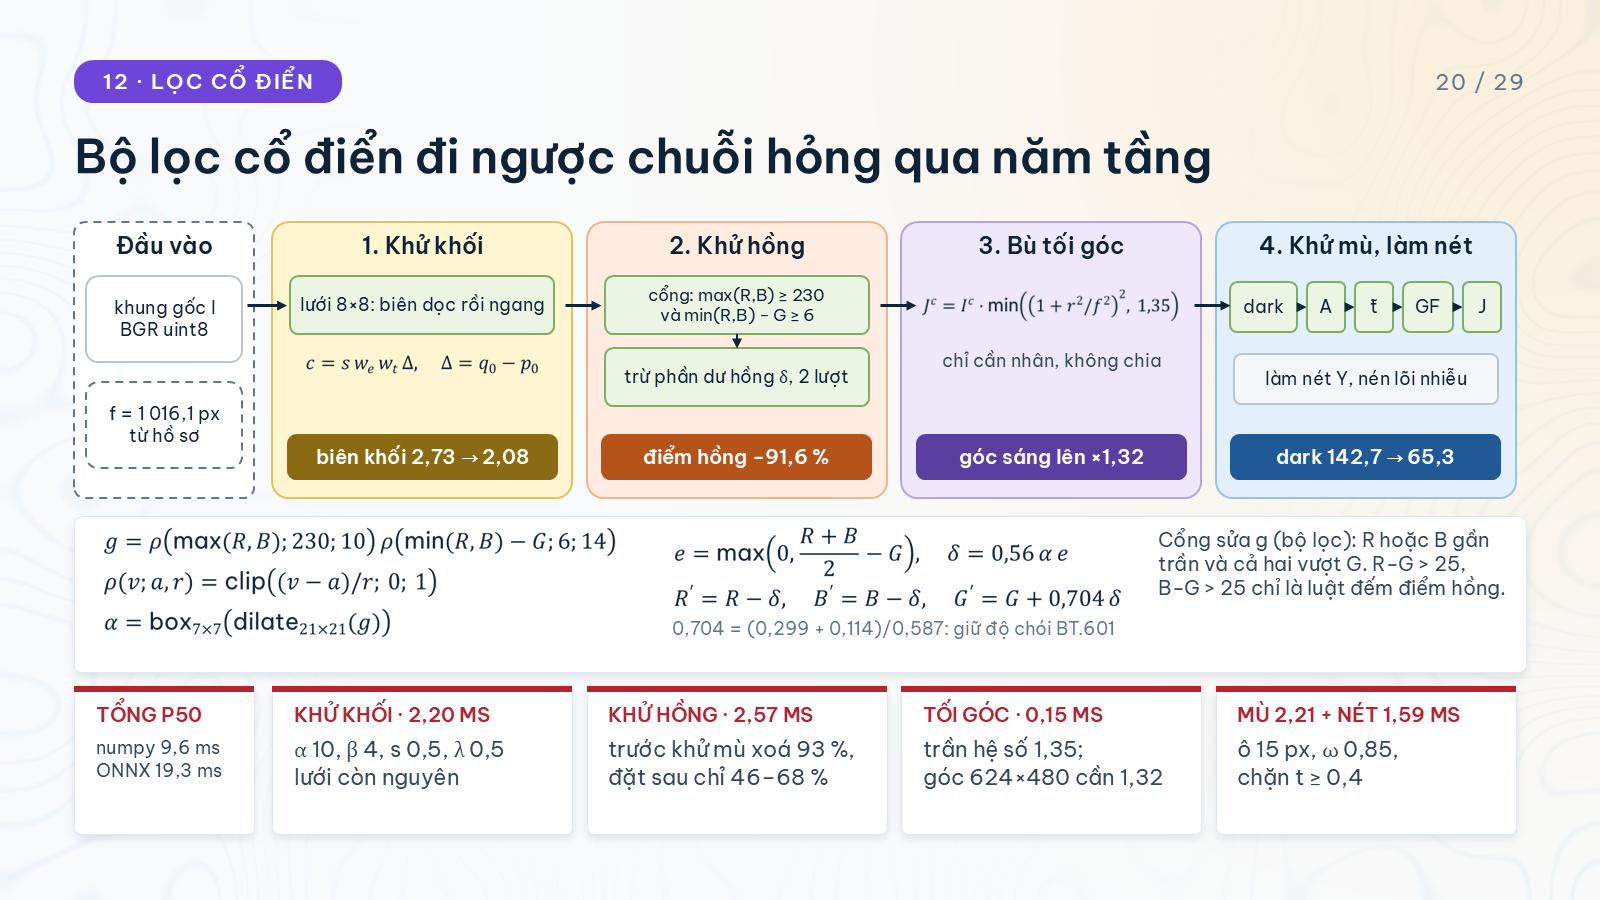 12 · LỌC CỔ ĐIỂN
20 / 29
Bộ lọc cổ điển đi ngược chuỗi hỏng qua năm tầng
Đầu vào
khung gốc I
BGR uint8
f = 1 016,1 px
từ hồ sơ
1. Khử khối
lưới 8×8: biên dọc rồi ngang
c = s w_e w_t Δ,    Δ = q₀ − p₀
biên khối 2,73 → 2,08
2. Khử hồng
cổng: max(R,B) ≥ 230
và min(R,B) − G ≥ 6
trừ phần dư hồng δ, 2 lượt
điểm hồng −91,6 %
3. Bù tối góc
J^c = I^c · min((1 + r²/f²)², 1,35)
chỉ cần nhân, không chia
góc sáng lên ×1,32
4. Khử mù, làm nét
dark
A
t̃
GF
J
làm nét Y, nén lõi nhiễu
dark 142,7 → 65,3
g = ρ(max(R, B); 230; 10) ρ(min(R, B) − G; 6; 14)
ρ(v; a, r) = clip((v − a)/r; 0; 1)
α = box₇×₇(dilate₂₁×₂₁(g))
e = max(0, (R + B)/2 − G),    δ = 0,56 α e
R′ = R − δ,    B′ = B − δ,    G′ = G + 0,704 δ
0,704 = (0,299 + 0,114)/0,587: giữ độ chói BT.601
Cổng sửa g (bộ lọc): R hoặc B gần
trần và cả hai vượt G. R−G > 25,
B−G > 25 chỉ là luật đếm điểm hồng.
TỔNG P50
numpy 9,6 ms
ONNX 19,3 ms
KHỬ KHỐI · 2,20 MS
α 10, β 4, s 0,5, λ 0,5
lưới còn nguyên
KHỬ HỒNG · 2,57 MS
trước khử mù xoá 93 %,
đặt sau chỉ 46–68 %
TỐI GÓC · 0,15 MS
trần hệ số 1,35;
góc 624×480 cần 1,32
MÙ 2,21 + NÉT 1,59 MS
ô 15 px, ω 0,85,
chặn t ≥ 0,4